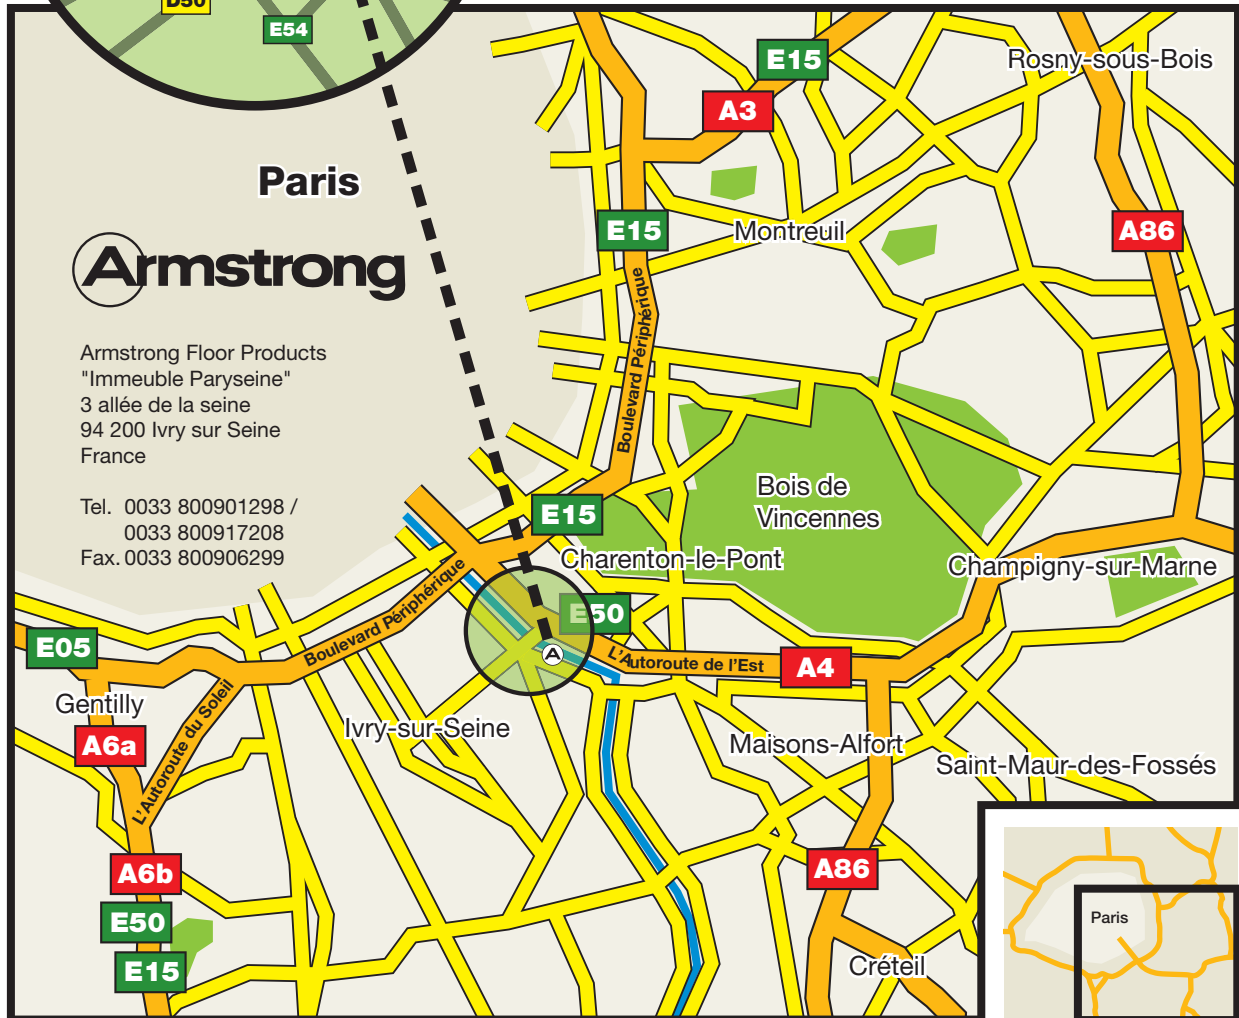 D50
E54
E15
Rosny-sous-Bois
A3
Paris
E15
Montreuil
A86
Armstrong
Boulevard Périphérique
Armstrong Floor Products
"Immeuble Paryseine"
3 allée de la seine
94 200 Ivry sur Seine
France
Tel. 0033 800901298 /
0033 800917208
Fax. 0033 800906299
Bois de
Vincennes
E15
Charenton-le-Pont
Champigny-sur-Marne
Boulevard Périphérique
E50
E05
A
L'Autoroute de l'Est
A4
Gentilly
L'Autoroute du Soleil
Ivry-sur-Seine
A6a
Maisons-Alfort
Saint-Maur-des-Fossés
A6b
A86
E50
Paris
E15
Créteil